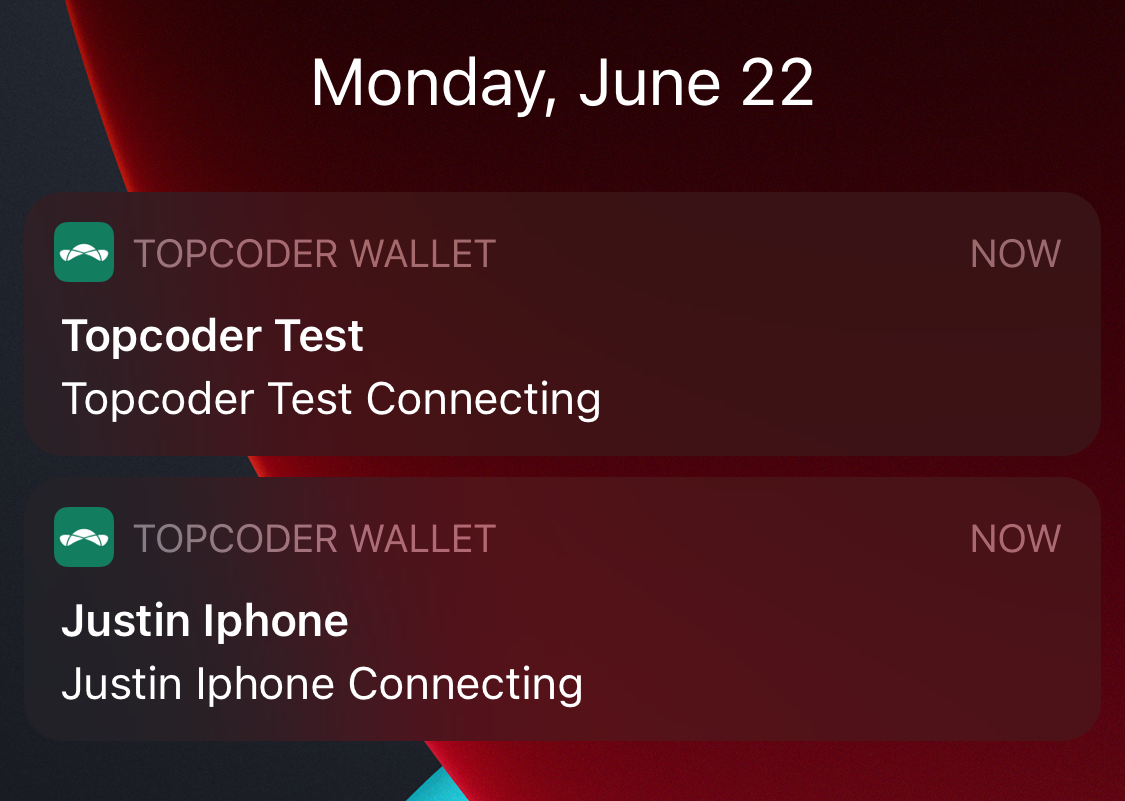 Monday, June 22
TOPCODER WALLET NOW
Topcoder Test
Topcoder Test Connecting
TOPCODER WALLET NOW
Justin Iphone
Justin Iphone Connecting